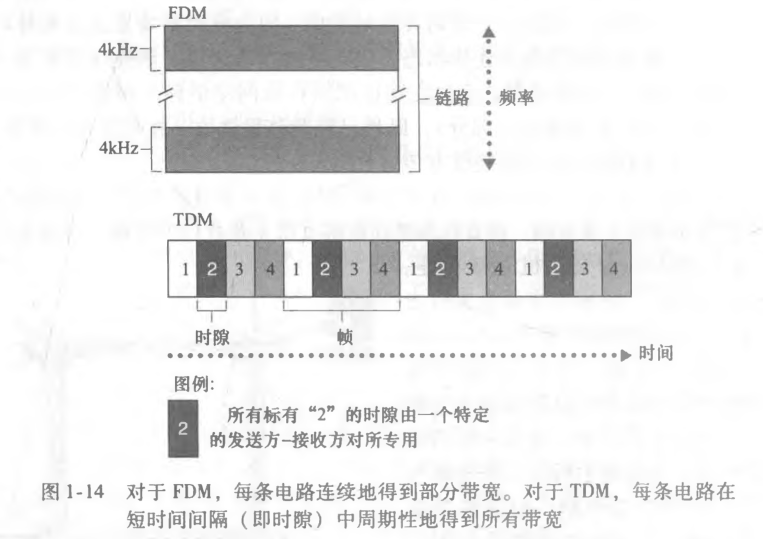 FDM
4kHz
链路
频率
4kHz
TDM
1 2 3 4 1 2 3 4 1 2 3 4 1 2 3 4
时隙
帧
时间
图例:
2
所有标有“2”的时隙由一个特定
的发送方-接收方对所专用
图 1-14 对于 FDM，每条电路连续地得到部分带宽。对于 TDM，每条电路在
短时间间隔（即时隙）中周期性地得到所有带宽